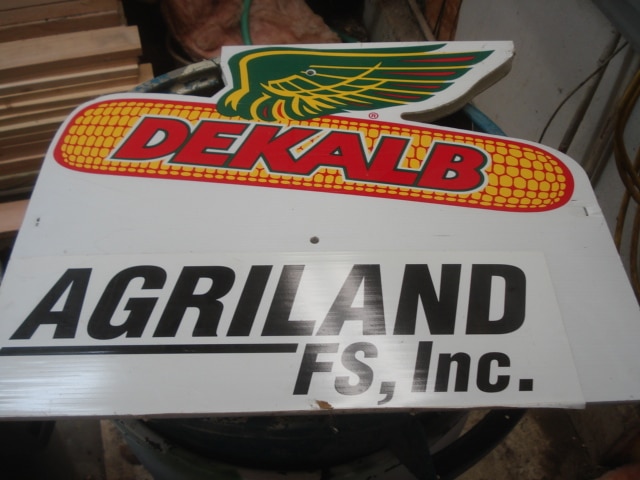 DEKALB®
AGRILAND
FS, Inc.